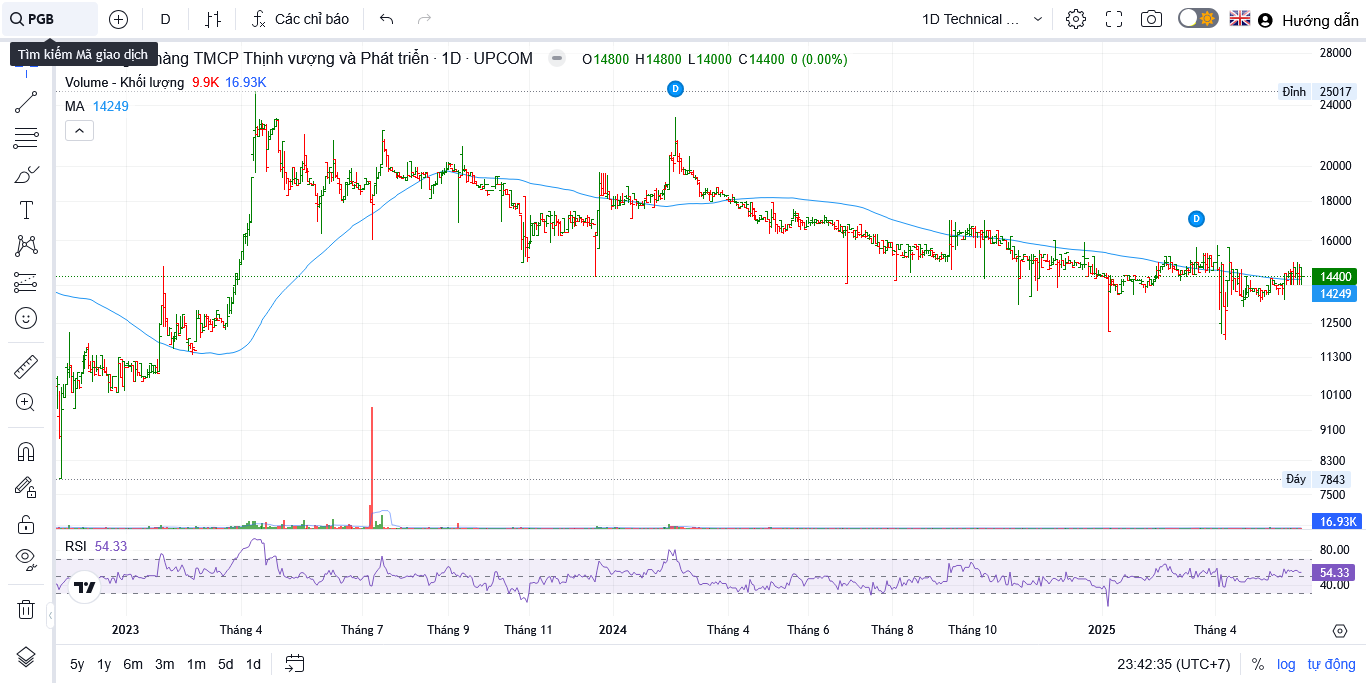 PGB
D
Các chỉ báo
1D Technical ...
Hướng dẫn
Tìm kiếm Mã giao dịch
hàng TMCP Thịnh vượng và Phát triển · 1D · UPCOM
O14800 H14800 L14000 C14400 0 (0.00%)
Volume - Khối lượng 9.9K 16.93K
MA 14249
D
D
28000
Đỉnh 25017
24000
20000
18000
16000
14400
14249
12500
11300
10100
9100
8300
Đáy 7843
7500
16.93K
RSI 54.33
80.00
54.33
40.00
2023 Tháng 4 Tháng 7 Tháng 9 Tháng 11 2024 Tháng 4 Tháng 6 Tháng 8 Tháng 10 2025 Tháng 4
5y 1y 6m 3m 1m 5d 1d
23:42:35 (UTC+7) % log tự động